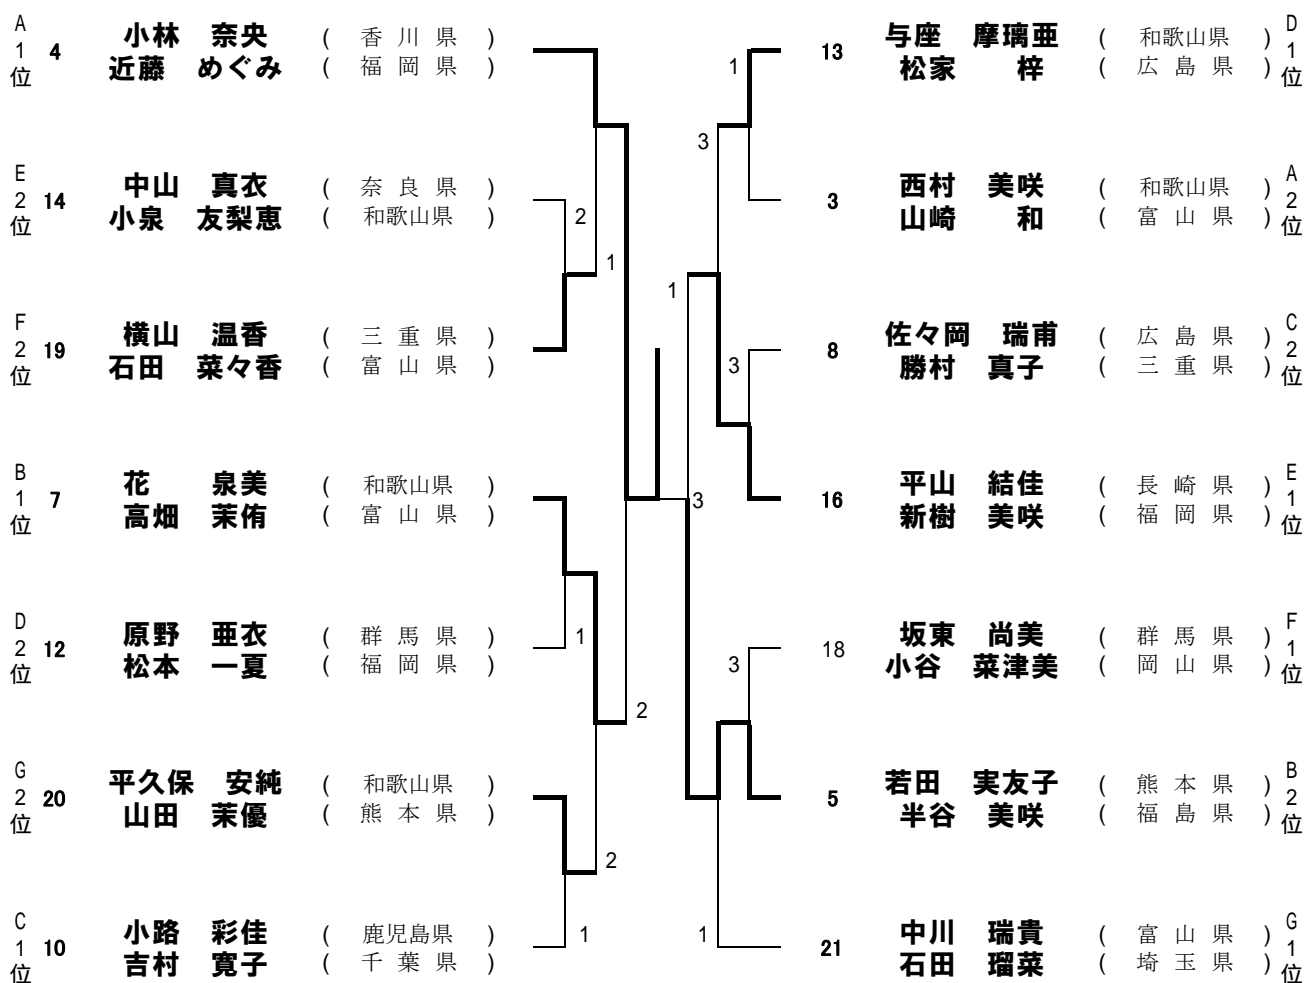 A 1 位 4 小林 奈央 ( 香川県 )
近藤 めぐみ ( 福岡県 )
E 2 位 14 中山 真衣 ( 奈良県 )
小泉 友梨恵 ( 和歌山県 )
2
1
F 2 位 19 横山 温香 ( 三重県 )
石田 菜々香 ( 富山県 )
B 1 位 7 花 泉美 ( 和歌山県 )
高畑 茉侑 ( 富山県 )
D 2 位 12 原野 亜衣 ( 群馬県 )
松本 一夏 ( 福岡県 )
1
2
G 2 位 20 平久保 安純 ( 和歌山県 )
山田 茉優 ( 熊本県 )
2
C 1 位 10 小路 彩佳 ( 鹿児島県 )
吉村 寛子 ( 千葉県 )
1
13 与座 摩璃亜 ( 和歌山県 ) D 1 位
松家 梓 ( 広島県 )
1
3
3 西村 美咲 ( 和歌山県 ) A 2 位
山崎 和 ( 富山県 )
1
8 佐々岡 瑞甫 ( 広島県 ) C 2 位
勝村 真子 ( 三重県 )
3
16 平山 結佳 ( 長崎県 ) E 1 位
新樹 美咲 ( 福岡県 )
3
18 坂東 尚美 ( 群馬県 ) F 1 位
小谷 菜津美 ( 岡山県 )
3
5 若田 実友子 ( 熊本県 ) B 2 位
半谷 美咲 ( 福島県 )
21 中川 瑞貴 ( 富山県 ) G 1 位
石田 瑠菜 ( 埼玉県 )
1